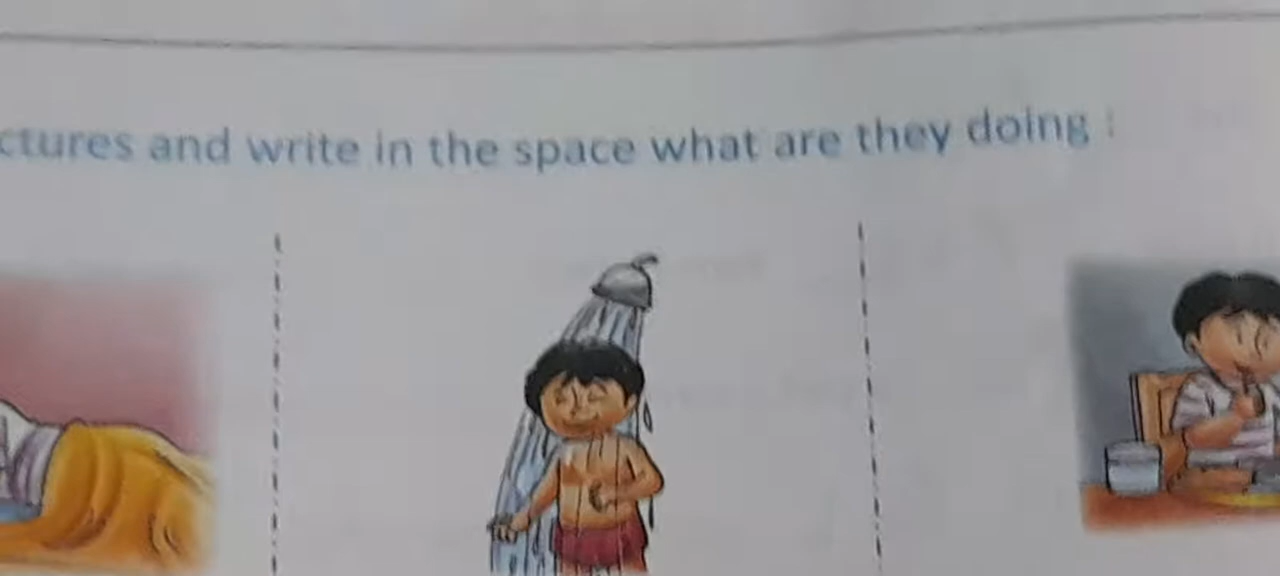 ctures and write in the space what are they doing :